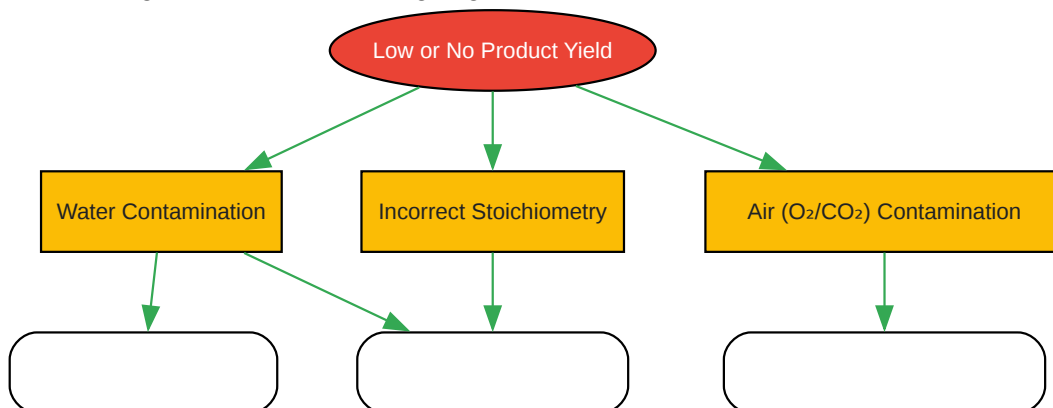 Low or No Product Yield
Water Contamination
Incorrect Stoichiometry
Air (O₂/CO₂) Contamination